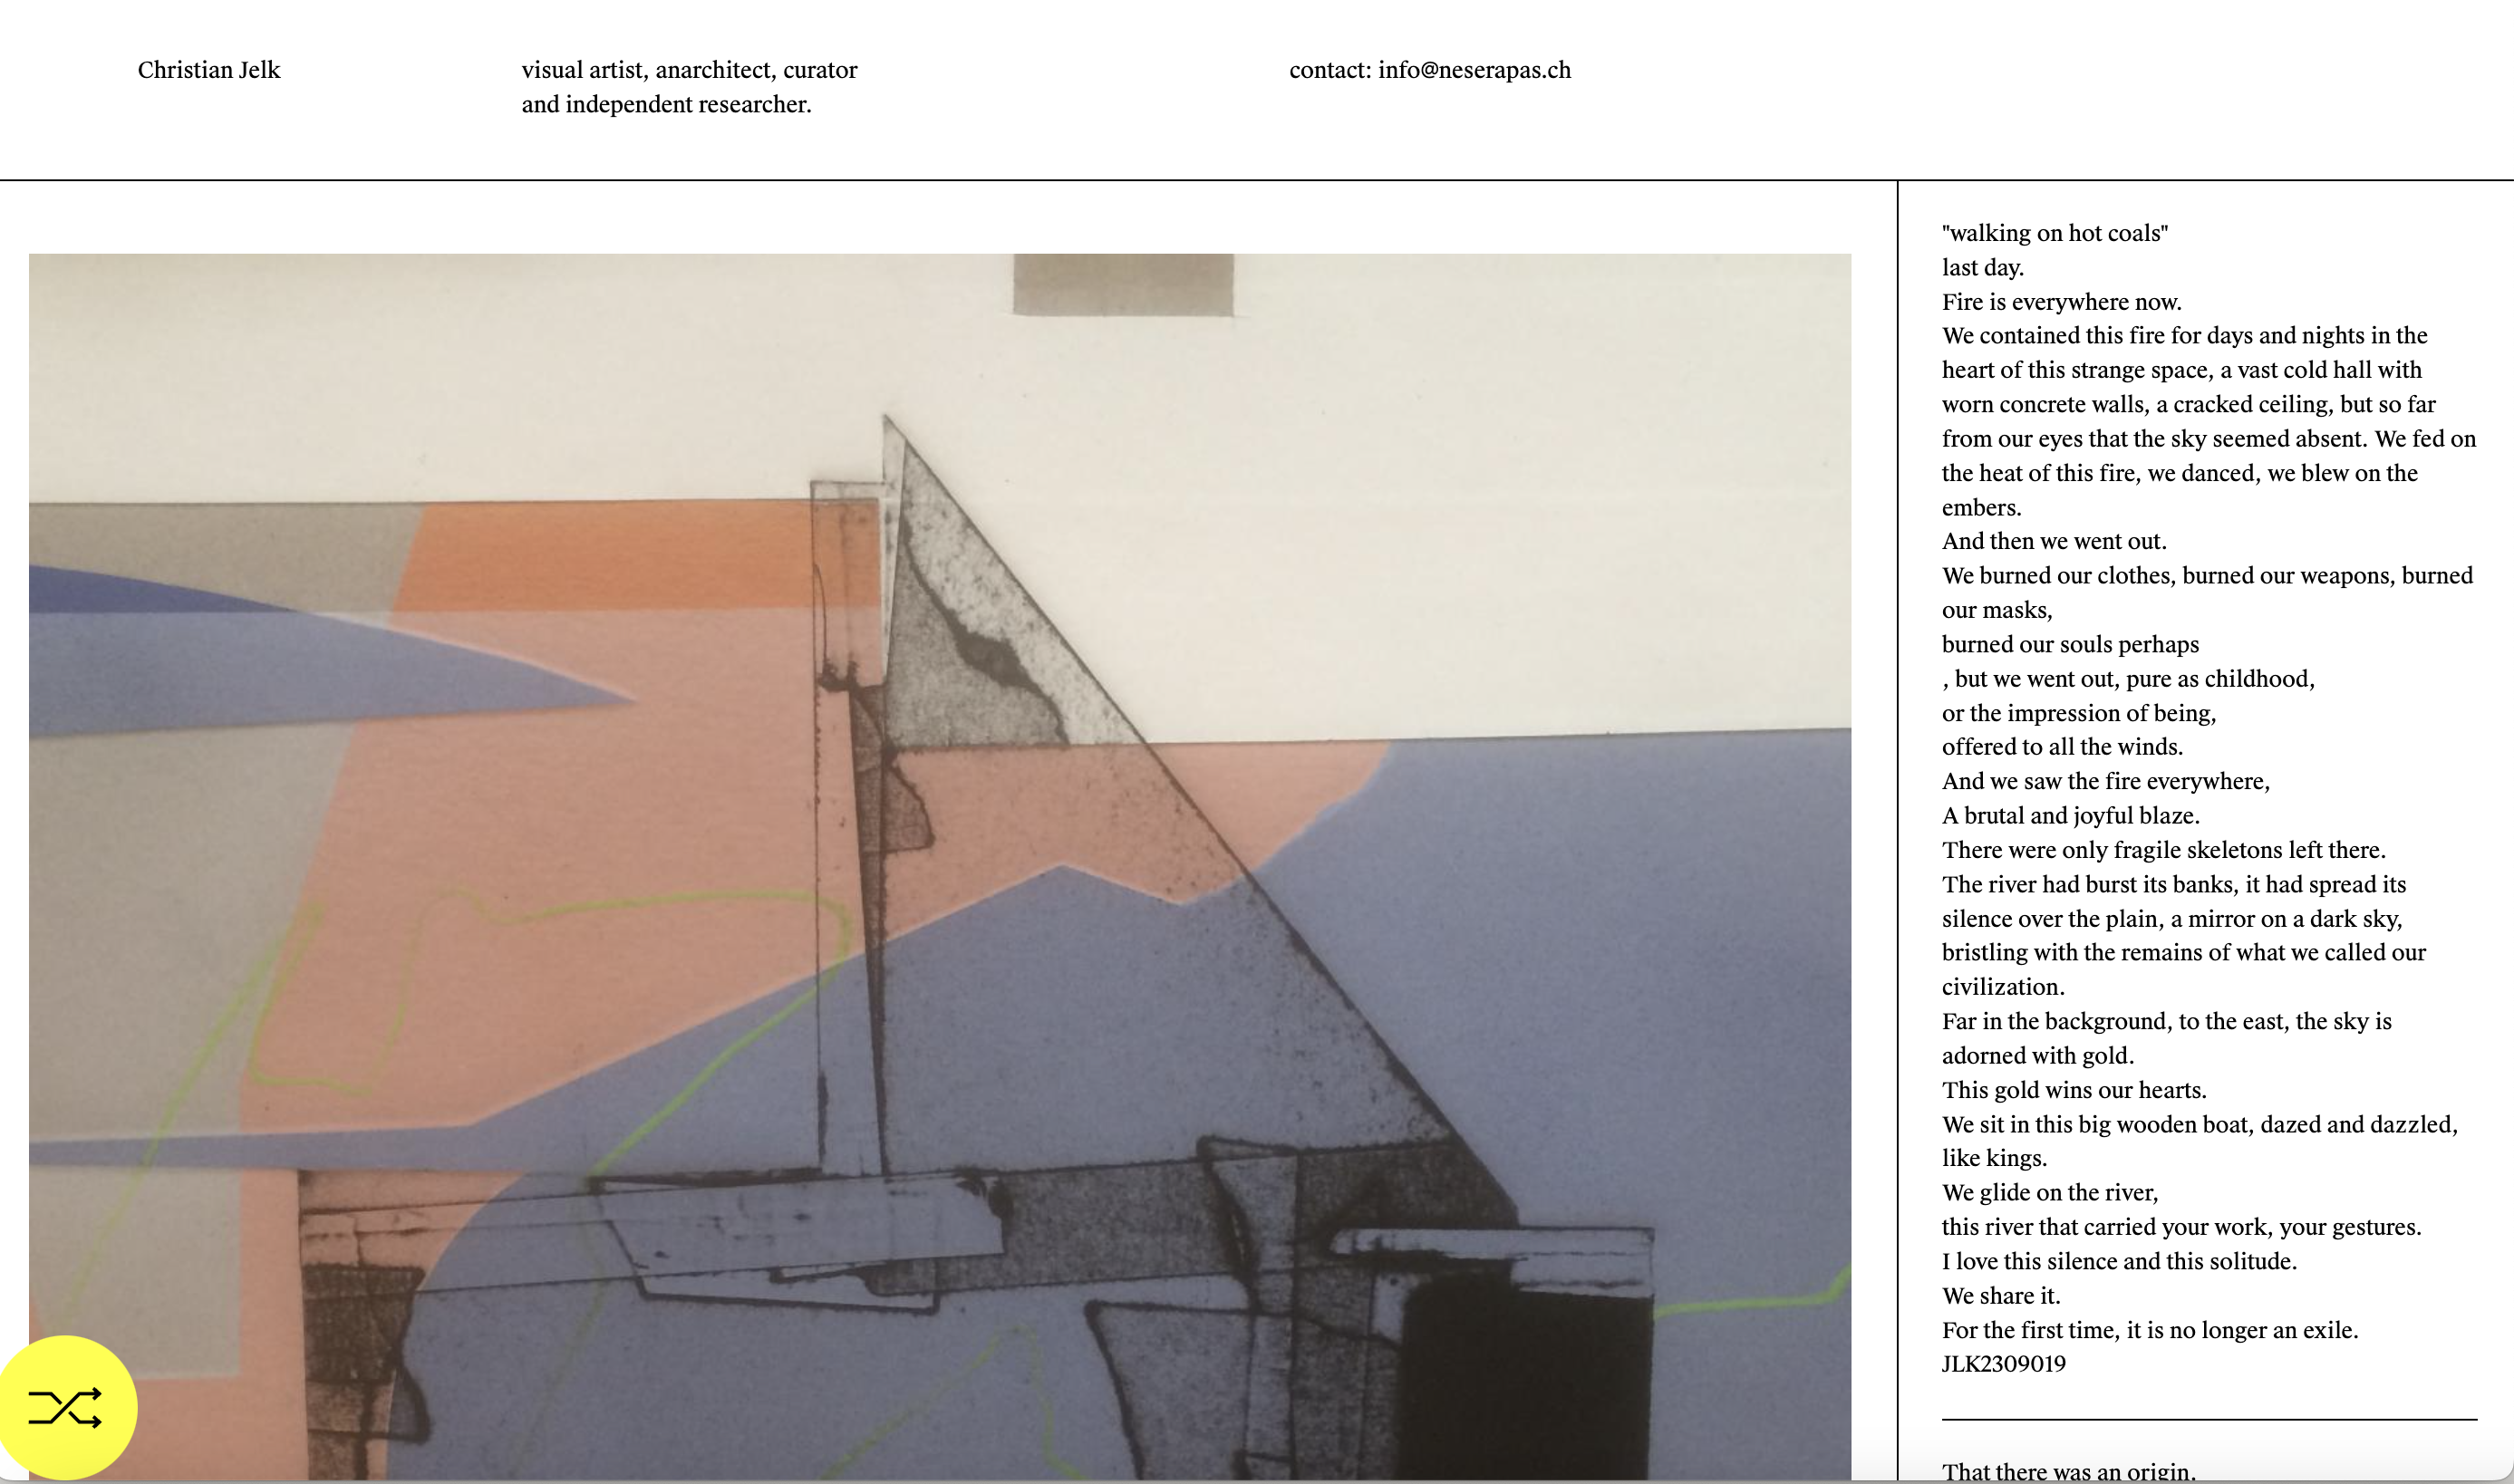 Christian Jelk
visual artist, anarchitect, curator
and independent researcher.
contact: info@neserapas.ch
"walking on hot coals"
last day.
Fire is everywhere now.
We contained this fire for days and nights in the
heart of this strange space, a vast cold hall with
worn concrete walls, a cracked ceiling, but so far
from our eyes that the sky seemed absent. We fed on
the heat of this fire, we danced, we blew on the
embers.
And then we went out.
We burned our clothes, burned our weapons, burned
our masks,
burned our souls perhaps
, but we went out, pure as childhood,
or the impression of being,
offered to all the winds.
And we saw the fire everywhere,
A brutal and joyful blaze.
There were only fragile skeletons left there.
The river had burst its banks, it had spread its
silence over the plain, a mirror on a dark sky,
bristling with the remains of what we called our
civilization.
Far in the background, to the east, the sky is
adorned with gold.
This gold wins our hearts.
We sit in this big wooden boat, dazed and dazzled,
like kings.
We glide on the river,
this river that carried your work, your gestures.
I love this silence and this solitude.
We share it.
For the first time, it is no longer an exile.
JLK2309019
That there was an origin.